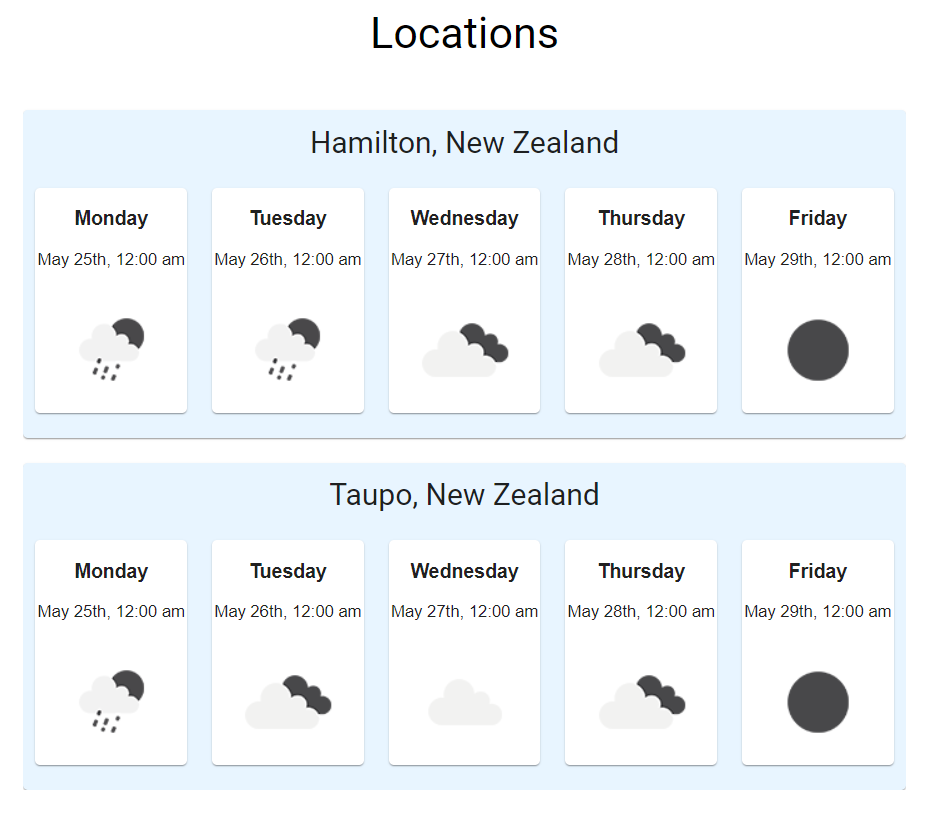 Locations
Hamilton, New Zealand
Monday Tuesday Wednesday Thursday Friday
May 25th, 12:00 am May 26th, 12:00 am May 27th, 12:00 am May 28th, 12:00 am May 29th, 12:00 am
Taupo, New Zealand
Monday Tuesday Wednesday Thursday Friday
May 25th, 12:00 am May 26th, 12:00 am May 27th, 12:00 am May 28th, 12:00 am May 29th, 12:00 am